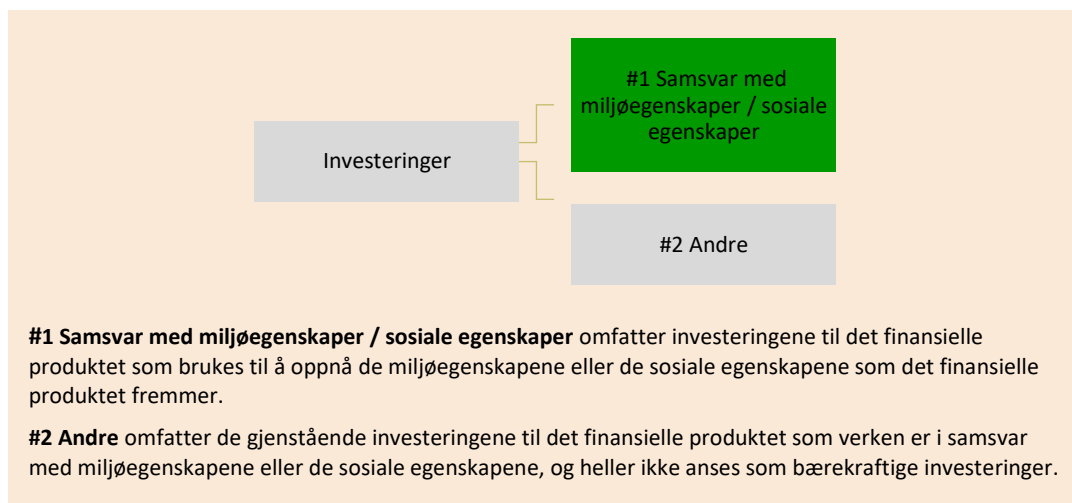 #1 Samsvar med
miljøegenskaper / sosiale
egenskaper
Investeringer
#2 Andre
#1 Samsvar med miljøegenskaper / sosiale egenskaper omfatter investeringene til det finansielle
produktet som brukes til å oppnå de miljøegenskapene eller de sosiale egenskapene som det finansielle
produktet fremmer.
#2 Andre omfatter de gjenstående investeringene til det finansielle produktet som verken er i samsvar
med miljøegenskapene eller de sosiale egenskapene, og heller ikke anses som bærekraftige investeringer.